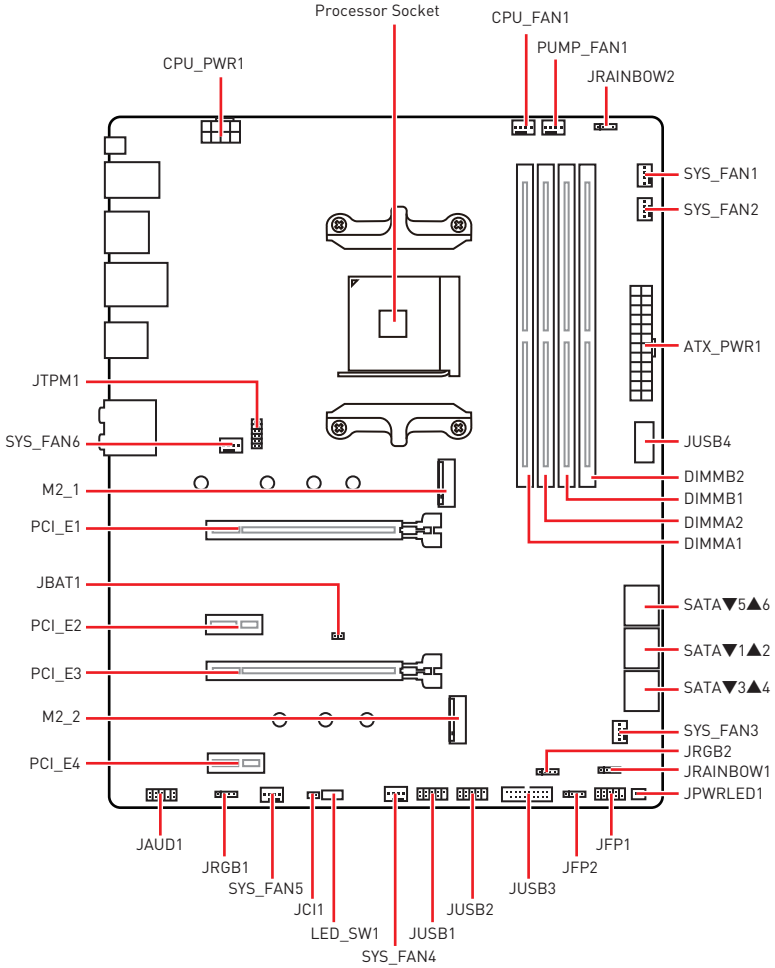 Processor Socket
CPU_FAN1
PUMP_FAN1
CPU_PWR1
JRAINBOW2
SYS_FAN1
SYS_FAN2
ATX_PWR1
JTPM1
SYS_FAN6
JUSB4
DIMMB2
M2_1
DIMMB1
PCI_E1
DIMMA2
DIMMA1
JBAT1
SATA▼5▲6
PCI_E2
SATA▼1▲2
PCI_E3
SATA▼3▲4
M2_2
SYS_FAN3
JRGB2
PCI_E4
JRAINBOW1
JPWRLED1
JAUD1
JFP1
JRGB1
JFP2
SYS_FAN5
JUSB3
JCI1
JUSB2
LED_SW1
JUSB1
SYS_FAN4